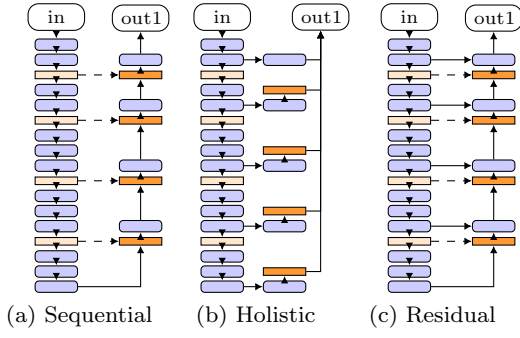 in out1 in out1 in out1
(a) Sequential (b) Holistic (c) Residual